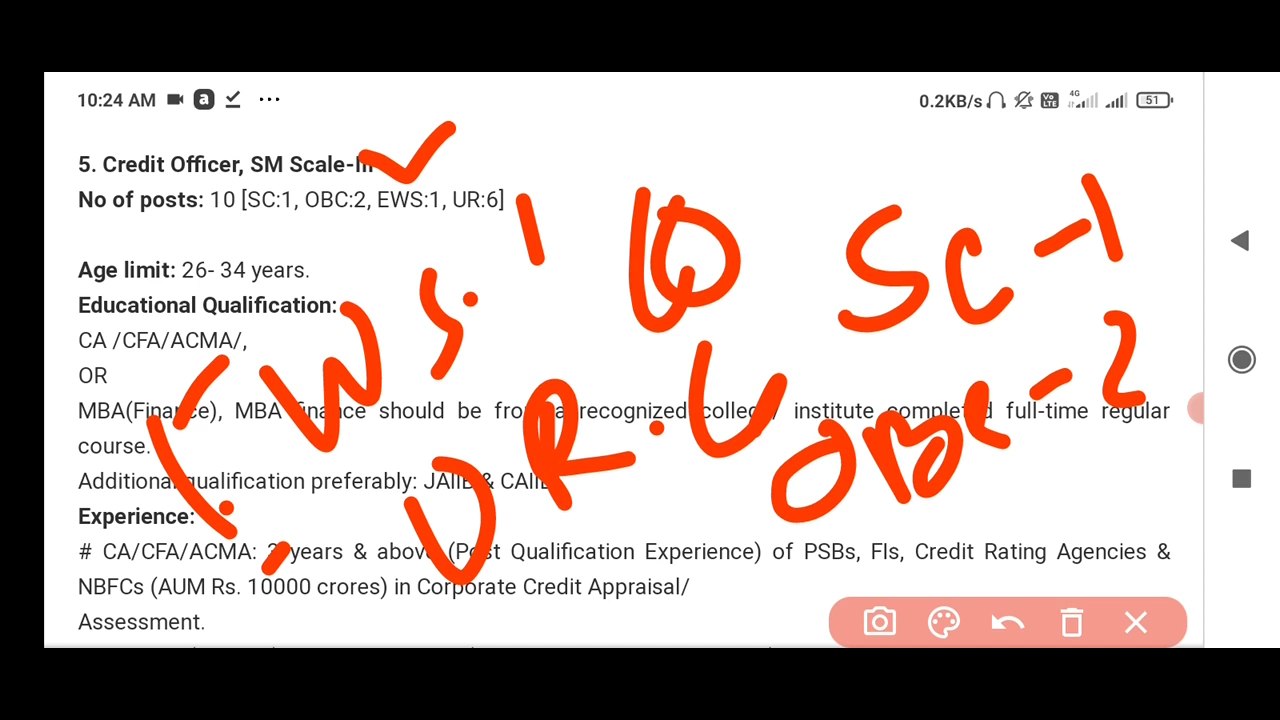 10:24 AM a ... 0.2KB/s Vo LTE 4G 51
5. Credit Officer, SM Scale-III
No of posts: 10 [SC:1, OBC:2, EWS:1, UR:6]
10 SC-1
EWS. 1
Age limit: 26- 34 years.
Educational Qualification:
CA /CFA/ACMA/,
OR
OBC-2
UR.6
MBA(Finance), MBA finance should be from a recognized college/ institute completed full-time regular
course.
Additional qualification preferably: JAIIB & CAIIB
Experience:
# CA/CFA/ACMA: 3 years & above (Post Qualification Experience) of PSBs, FIs, Credit Rating Agencies &
NBFCs (AUM Rs. 10000 crores) in Corporate Credit Appraisal/
Assessment.